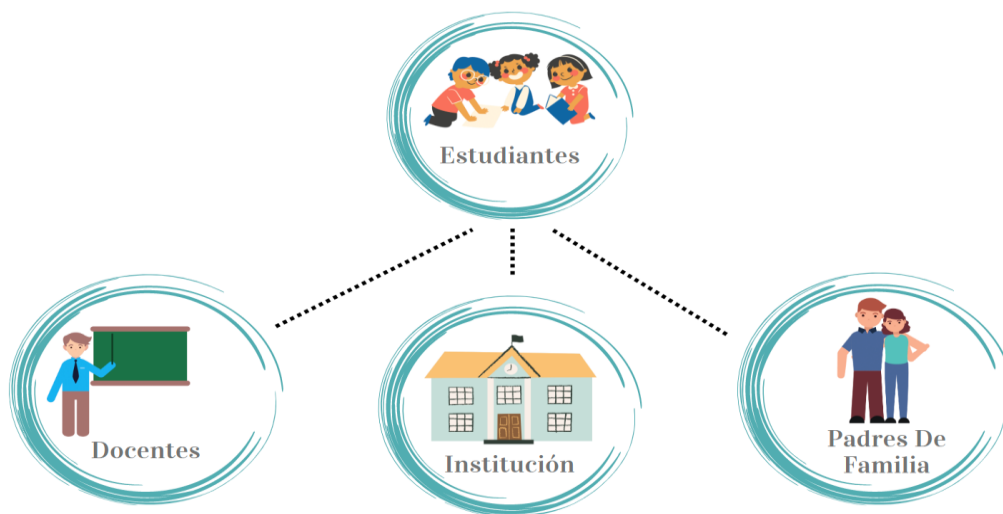 Estudiantes
Docentes
Institución
Padres De
Familia